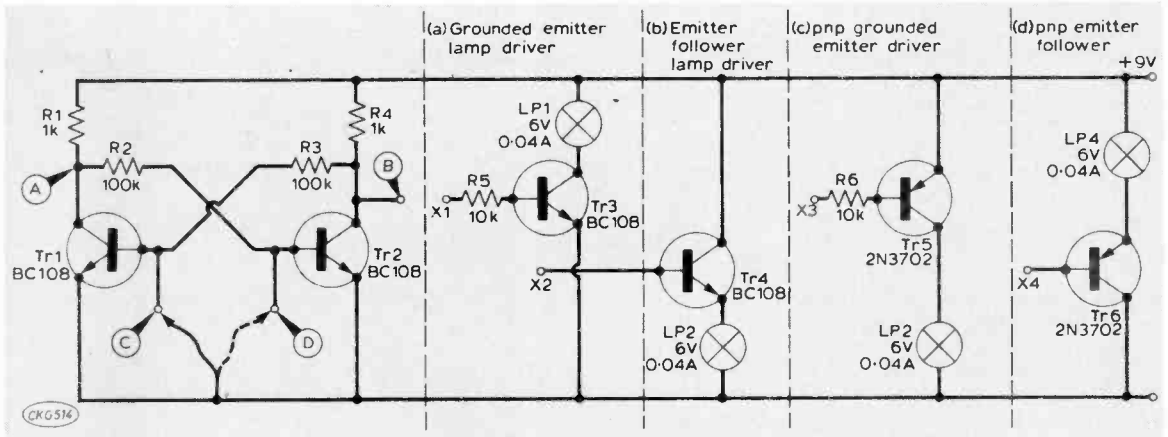 (a) Grounded emitter
lamp driver
(b) Emitter
follower
lamp driver
(c) pnp grounded
emitter driver
(d) pnp emitter
follower
+9V
R1
1k
R2
100k
R3
100k
R4
1k
A
B
Tr1
BC108
Tr2
BC108
C
D
LP1
6V
0·04A
X1
R5
10k
Tr3
BC108
X2
Tr4
BC108
LP2
6V
0·04A
X3
R6
10k
Tr5
2N3702
LP2
6V
0·04A
LP4
6V
0·04A
X4
Tr6
2N3702
CKG514